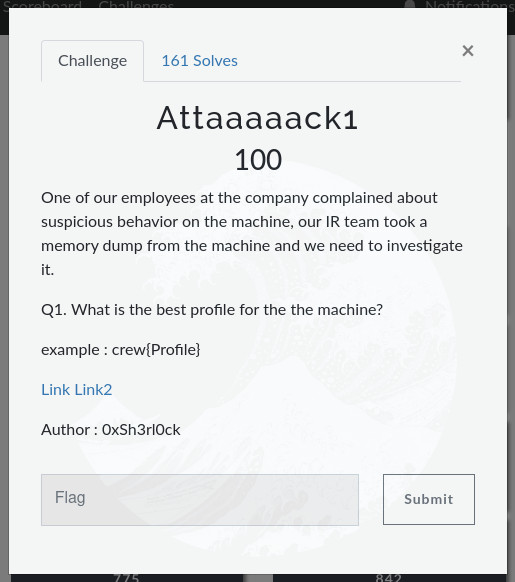 Scoreboard Challenges Notifications
×
Challenge 161 Solves
Attaaaaack1
100
One of our employees at the company complained about
suspicious behavior on the machine, our IR team took a
memory dump from the machine and we need to investigate
it.
Q1. What is the best profile for the the machine?
example : crew{Profile}
Link Link2
Author : 0xSh3rl0ck
Flag Submit
775 842